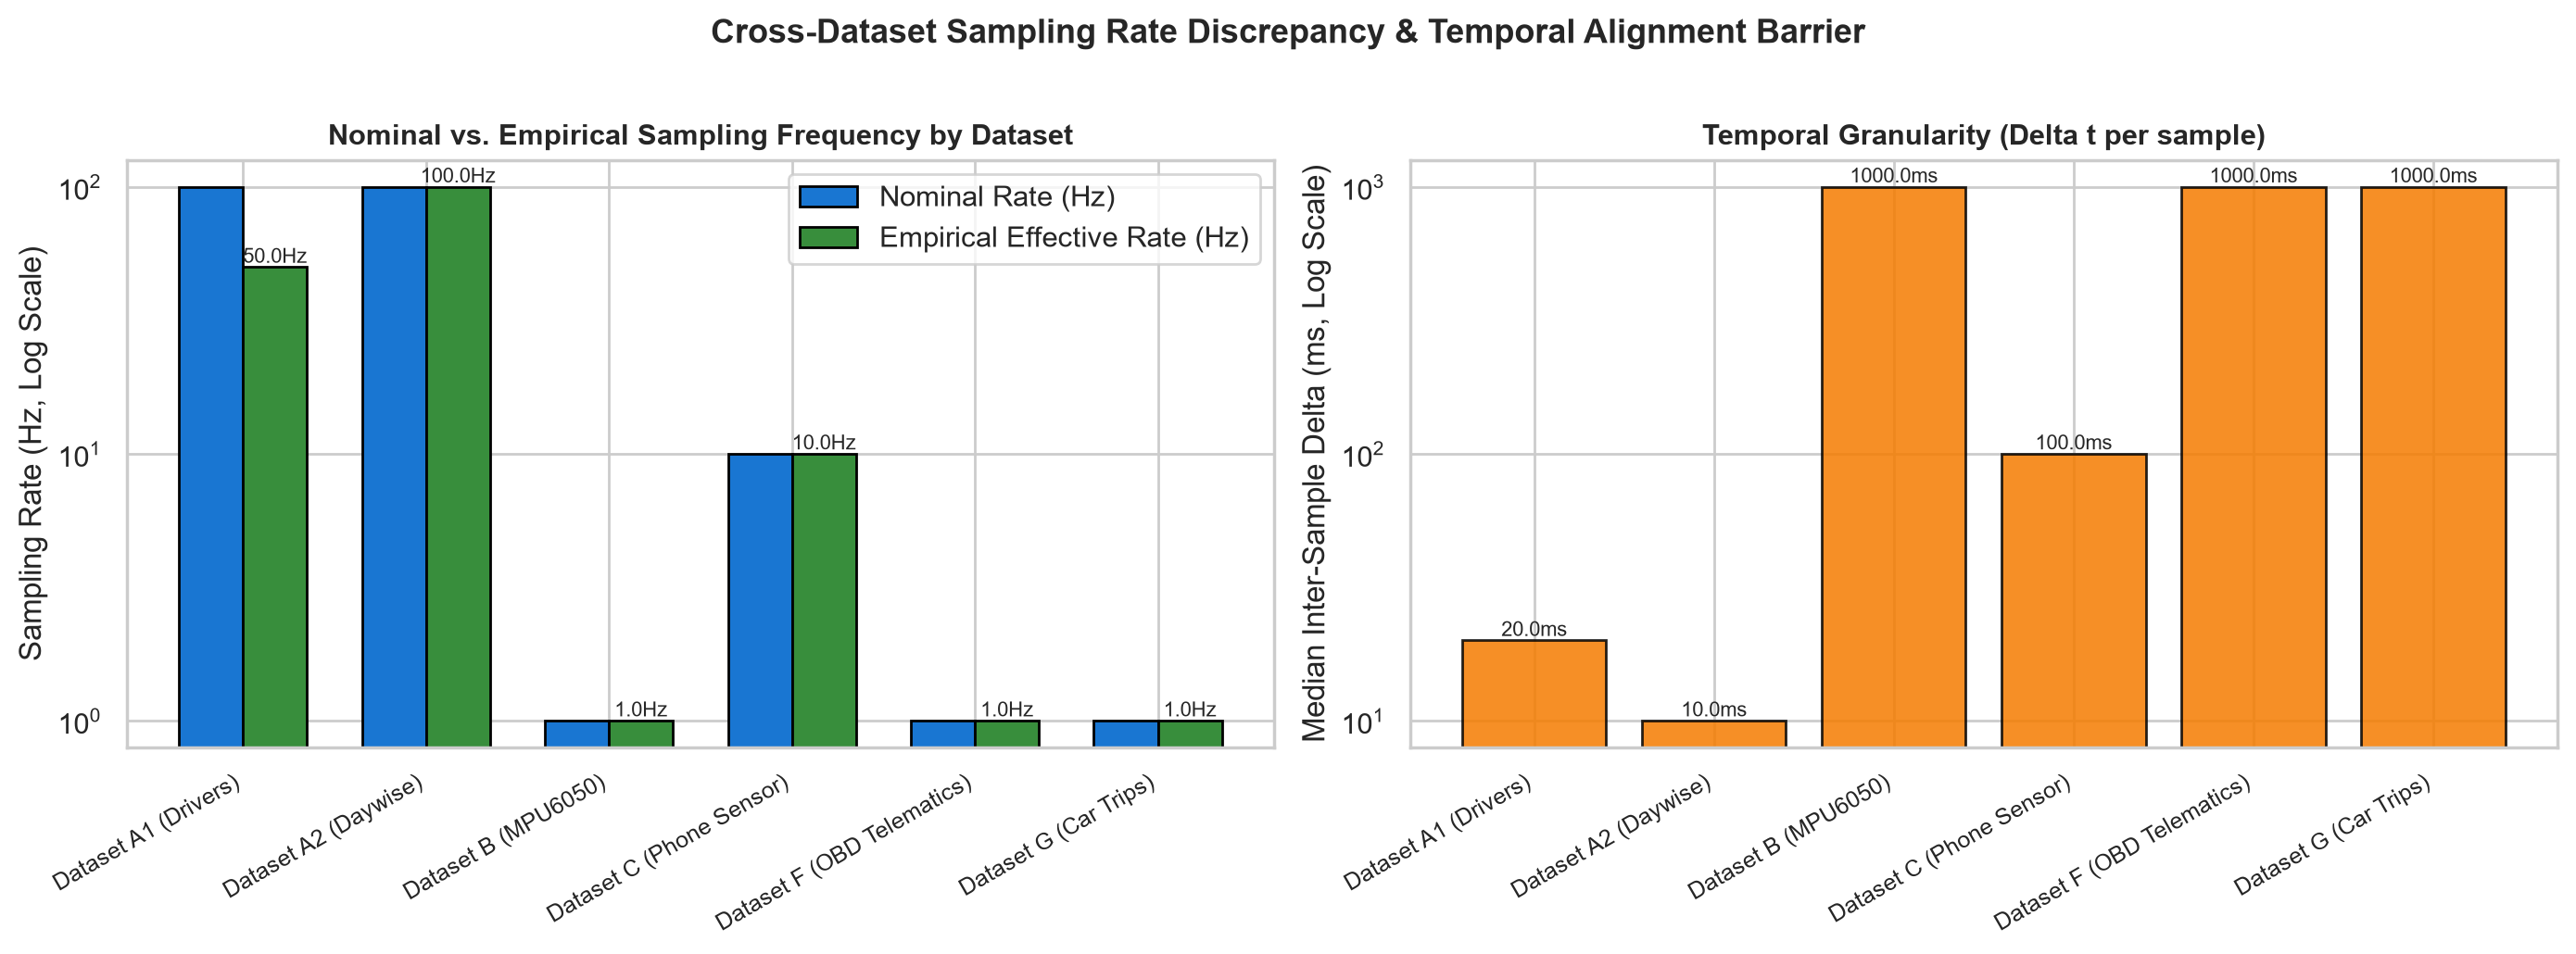 Cross-Dataset Sampling Rate Discrepancy & Temporal Alignment Barrier
Nominal vs. Empirical Sampling Frequency by Dataset
Sampling Rate (Hz, Log Scale)
10²
10¹
10⁰
50.0Hz
100.0Hz
1.0Hz
10.0Hz
1.0Hz
1.0Hz
Nominal Rate (Hz)
Empirical Effective Rate (Hz)
Dataset A1 (Drivers)
Dataset A2 (Daywise)
Dataset B (MPU6050)
Dataset C (Phone Sensor)
Dataset F (OBD Telematics)
Dataset G (Car Trips)
Temporal Granularity (Delta t per sample)
Median Inter-Sample Delta (ms, Log Scale)
10³
10²
10¹
20.0ms
10.0ms
1000.0ms
100.0ms
1000.0ms
1000.0ms
Dataset A1 (Drivers)
Dataset A2 (Daywise)
Dataset B (MPU6050)
Dataset C (Phone Sensor)
Dataset F (OBD Telematics)
Dataset G (Car Trips)